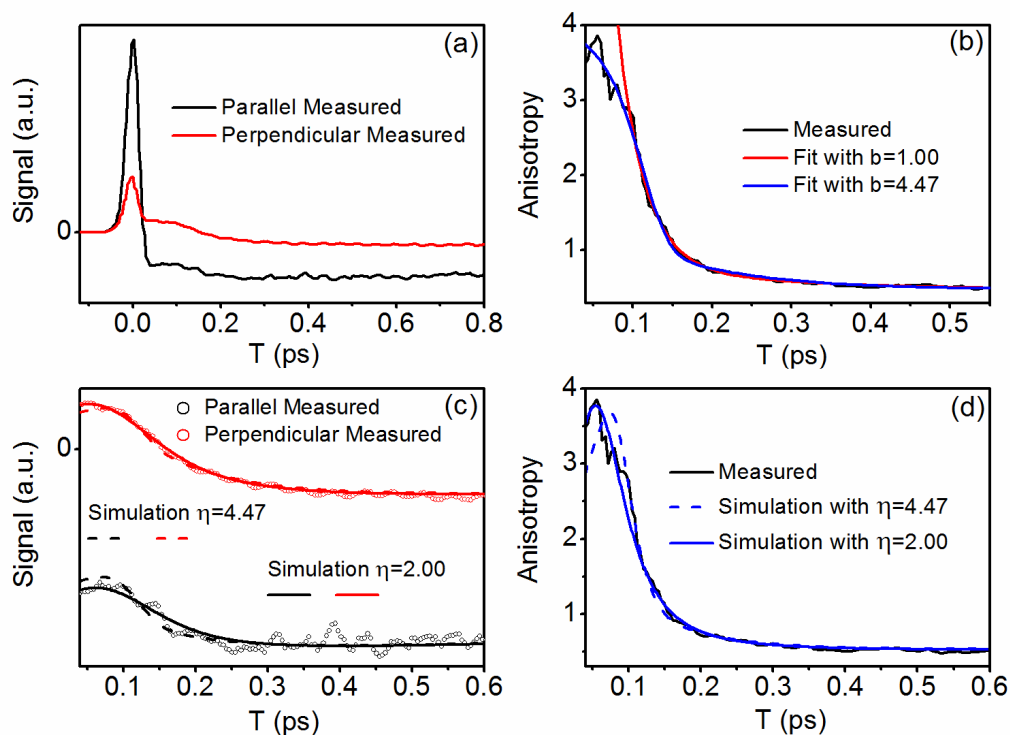 (a)
Signal (a.u.)
0
Parallel Measured
Perpendicular Measured
0.0 0.2 0.4 0.6 0.8
T (ps)
(b)
Anisotropy
4
3
2
1
Measured
Fit with b=1.00
Fit with b=4.47
0.1 0.2 0.3 0.4 0.5
T (ps)
(c)
Signal (a.u.)
0
Parallel Measured
Perpendicular Measured
Simulation η=4.47
Simulation η=2.00
0.1 0.2 0.3 0.4 0.5 0.6
T (ps)
(d)
Anisotropy
4
3
2
1
Measured
Simulation with η=4.47
Simulation with η=2.00
0.1 0.2 0.3 0.4 0.5 0.6
T (ps)